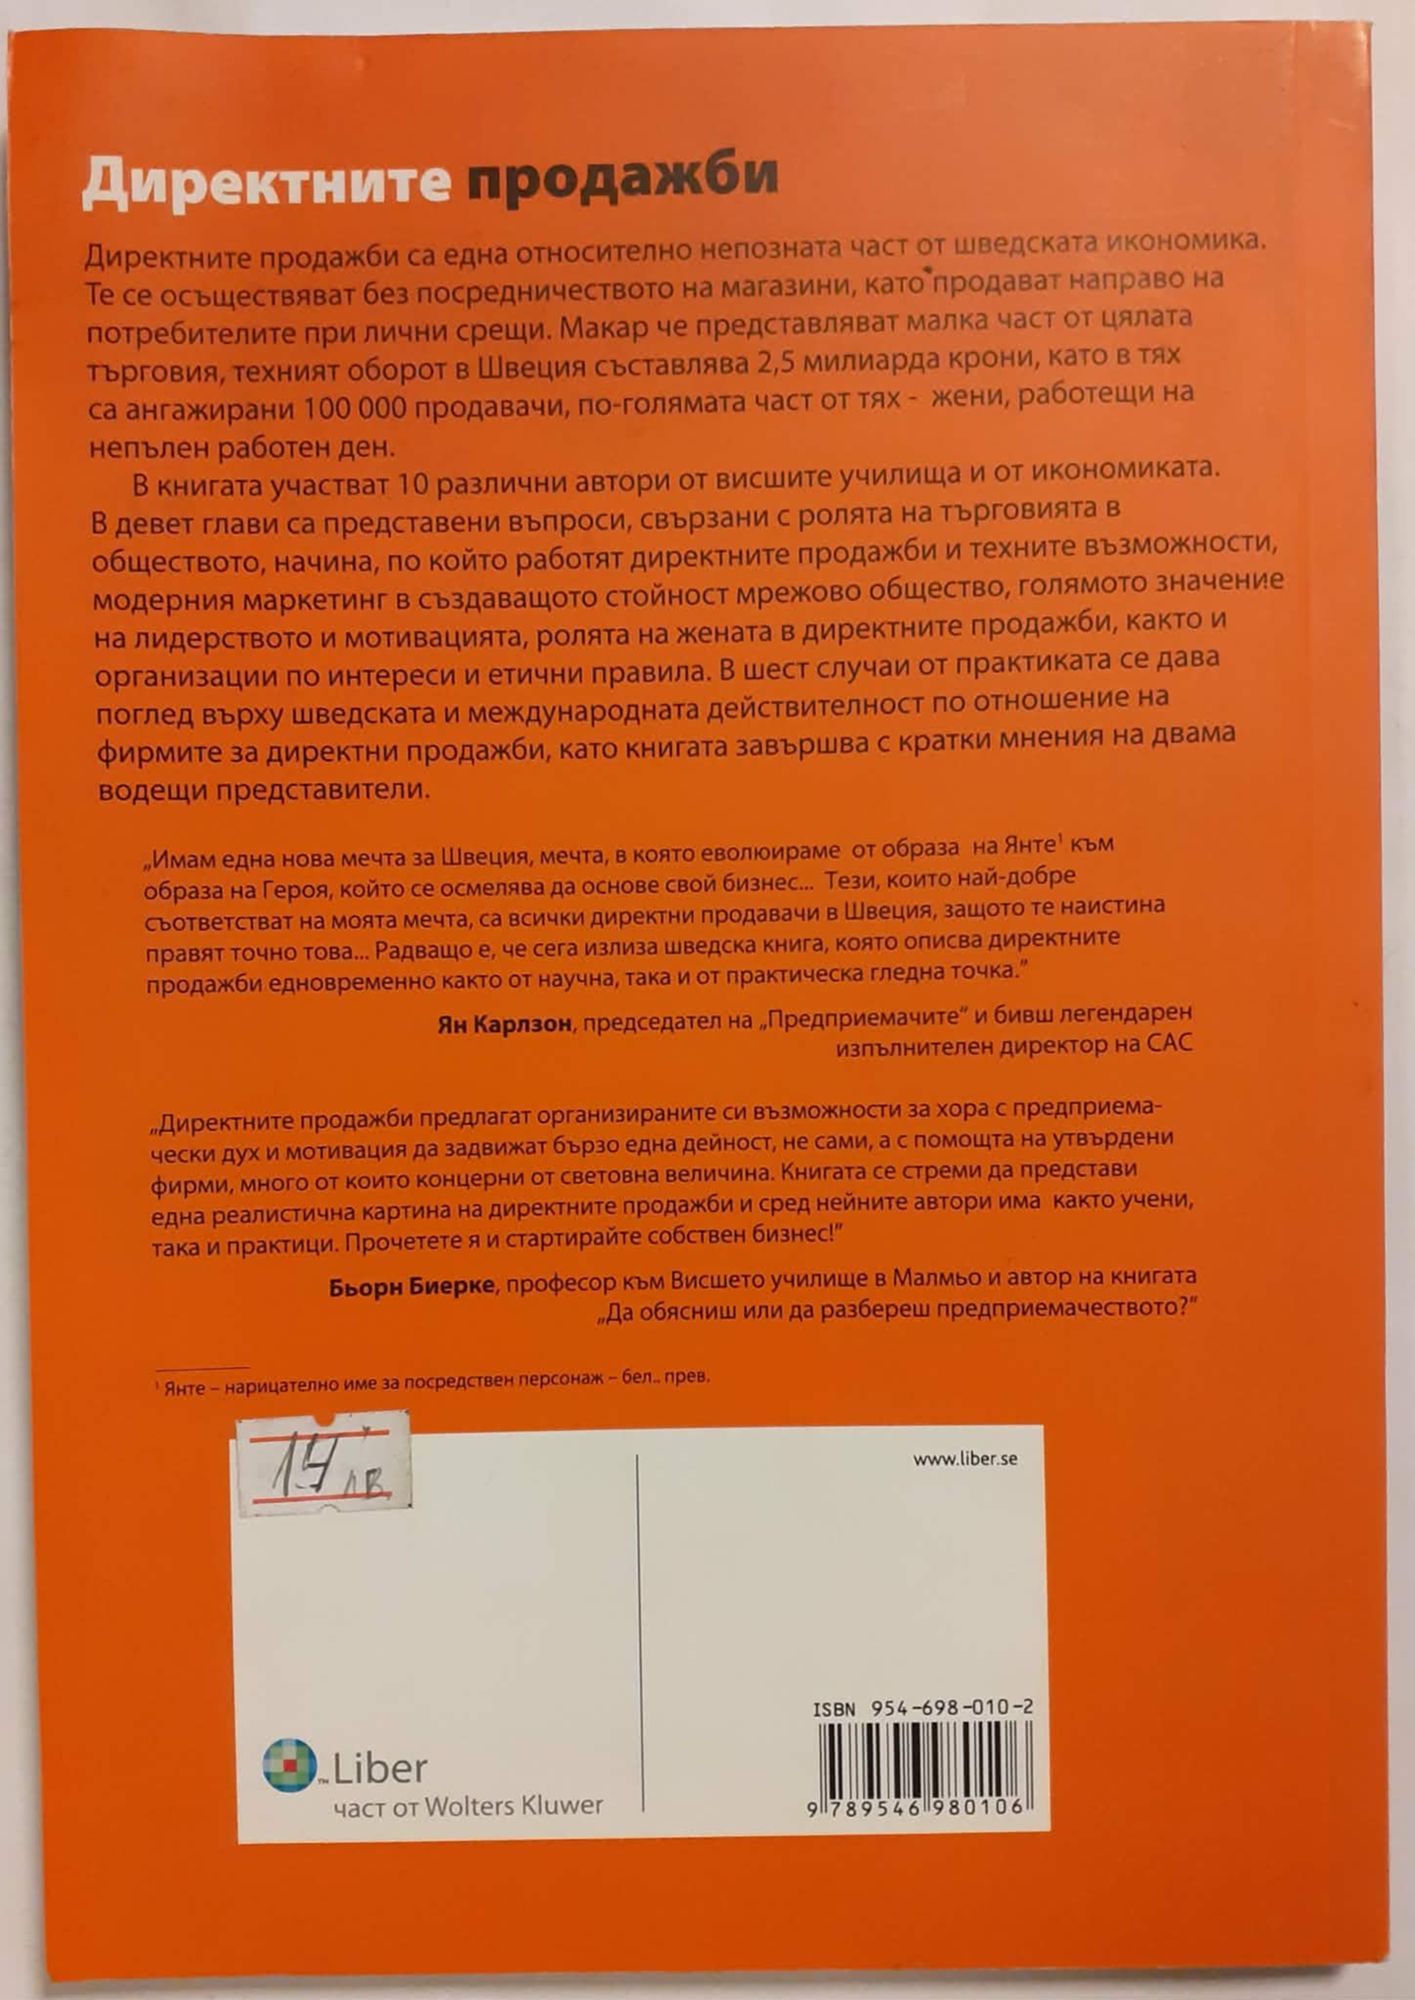 Директните продажби
Директните продажби са една относително непозната част от шведската икономика.
Те се осъществяват без посредничеството на магазини, като продават направо на
потребителите при лични срещи. Макар че представляват малка част от цялата
търговия, техният оборот в Швеция съставлява 2,5 милиарда крони, като в тях
са ангажирани 100 000 продавачи, по-голямата част от тях - жени, работещи на
непълен работен ден.
В книгата участват 10 различни автори от висшите училища и от икономиката.
В девет глави са представени въпроси, свързани с ролята на търговията в
обществото, начина, по който работят директните продажби и техните възможности,
модерния маркетинг в създаващото стойност мрежово общество, голямото значение
на лидерството и мотивацията, ролята на жената в директните продажби, както и
организации по интереси и етични правила. В шест случаи от практиката се дава
поглед върху шведската и международната действителност по отношение на
фирмите за директни продажби, като книгата завършва с кратки мнения на двама
водещи представители.
„Имам една нова мечта за Швеция, мечта, в която еволюираме от образа на Янте¹ към
образа на Героя, който се осмелява да основе свой бизнес... Тези, които най-добре
съответстват на моята мечта, са всички директни продавачи в Швеция, защото те наистина
правят точно това... Радващо е, че сега излиза шведска книга, която описва директните
продажби едновременно както от научна, така и от практическа гледна точка.”
Ян Карлзон, председател на „Предприемачите“ и бивш легендарен
изпълнителен директор на САС
„Директните продажби предлагат организираните си възможности за хора с предприема-
чески дух и мотивация да задвижат бързо една дейност, не сами, а с помощта на утвърдени
фирми, много от които концерни от световна величина. Книгата се стреми да представи
една реалистична картина на директните продажби и сред нейните автори има както учени,
така и практици. Прочетете я и стартирайте собствен бизнес!”
Бьорн Биерке, професор към Висшето училище в Малмьо и автор на книгата
„Да обясниш или да разбереш предприемачеството?“
¹ Янте – нарицателно име за посредствен персонаж – бел.. прев.
лв.
www.liber.se
ISBN 954-698-010-2
9 789546 980106
™ Liber
част от Wolters Kluwer